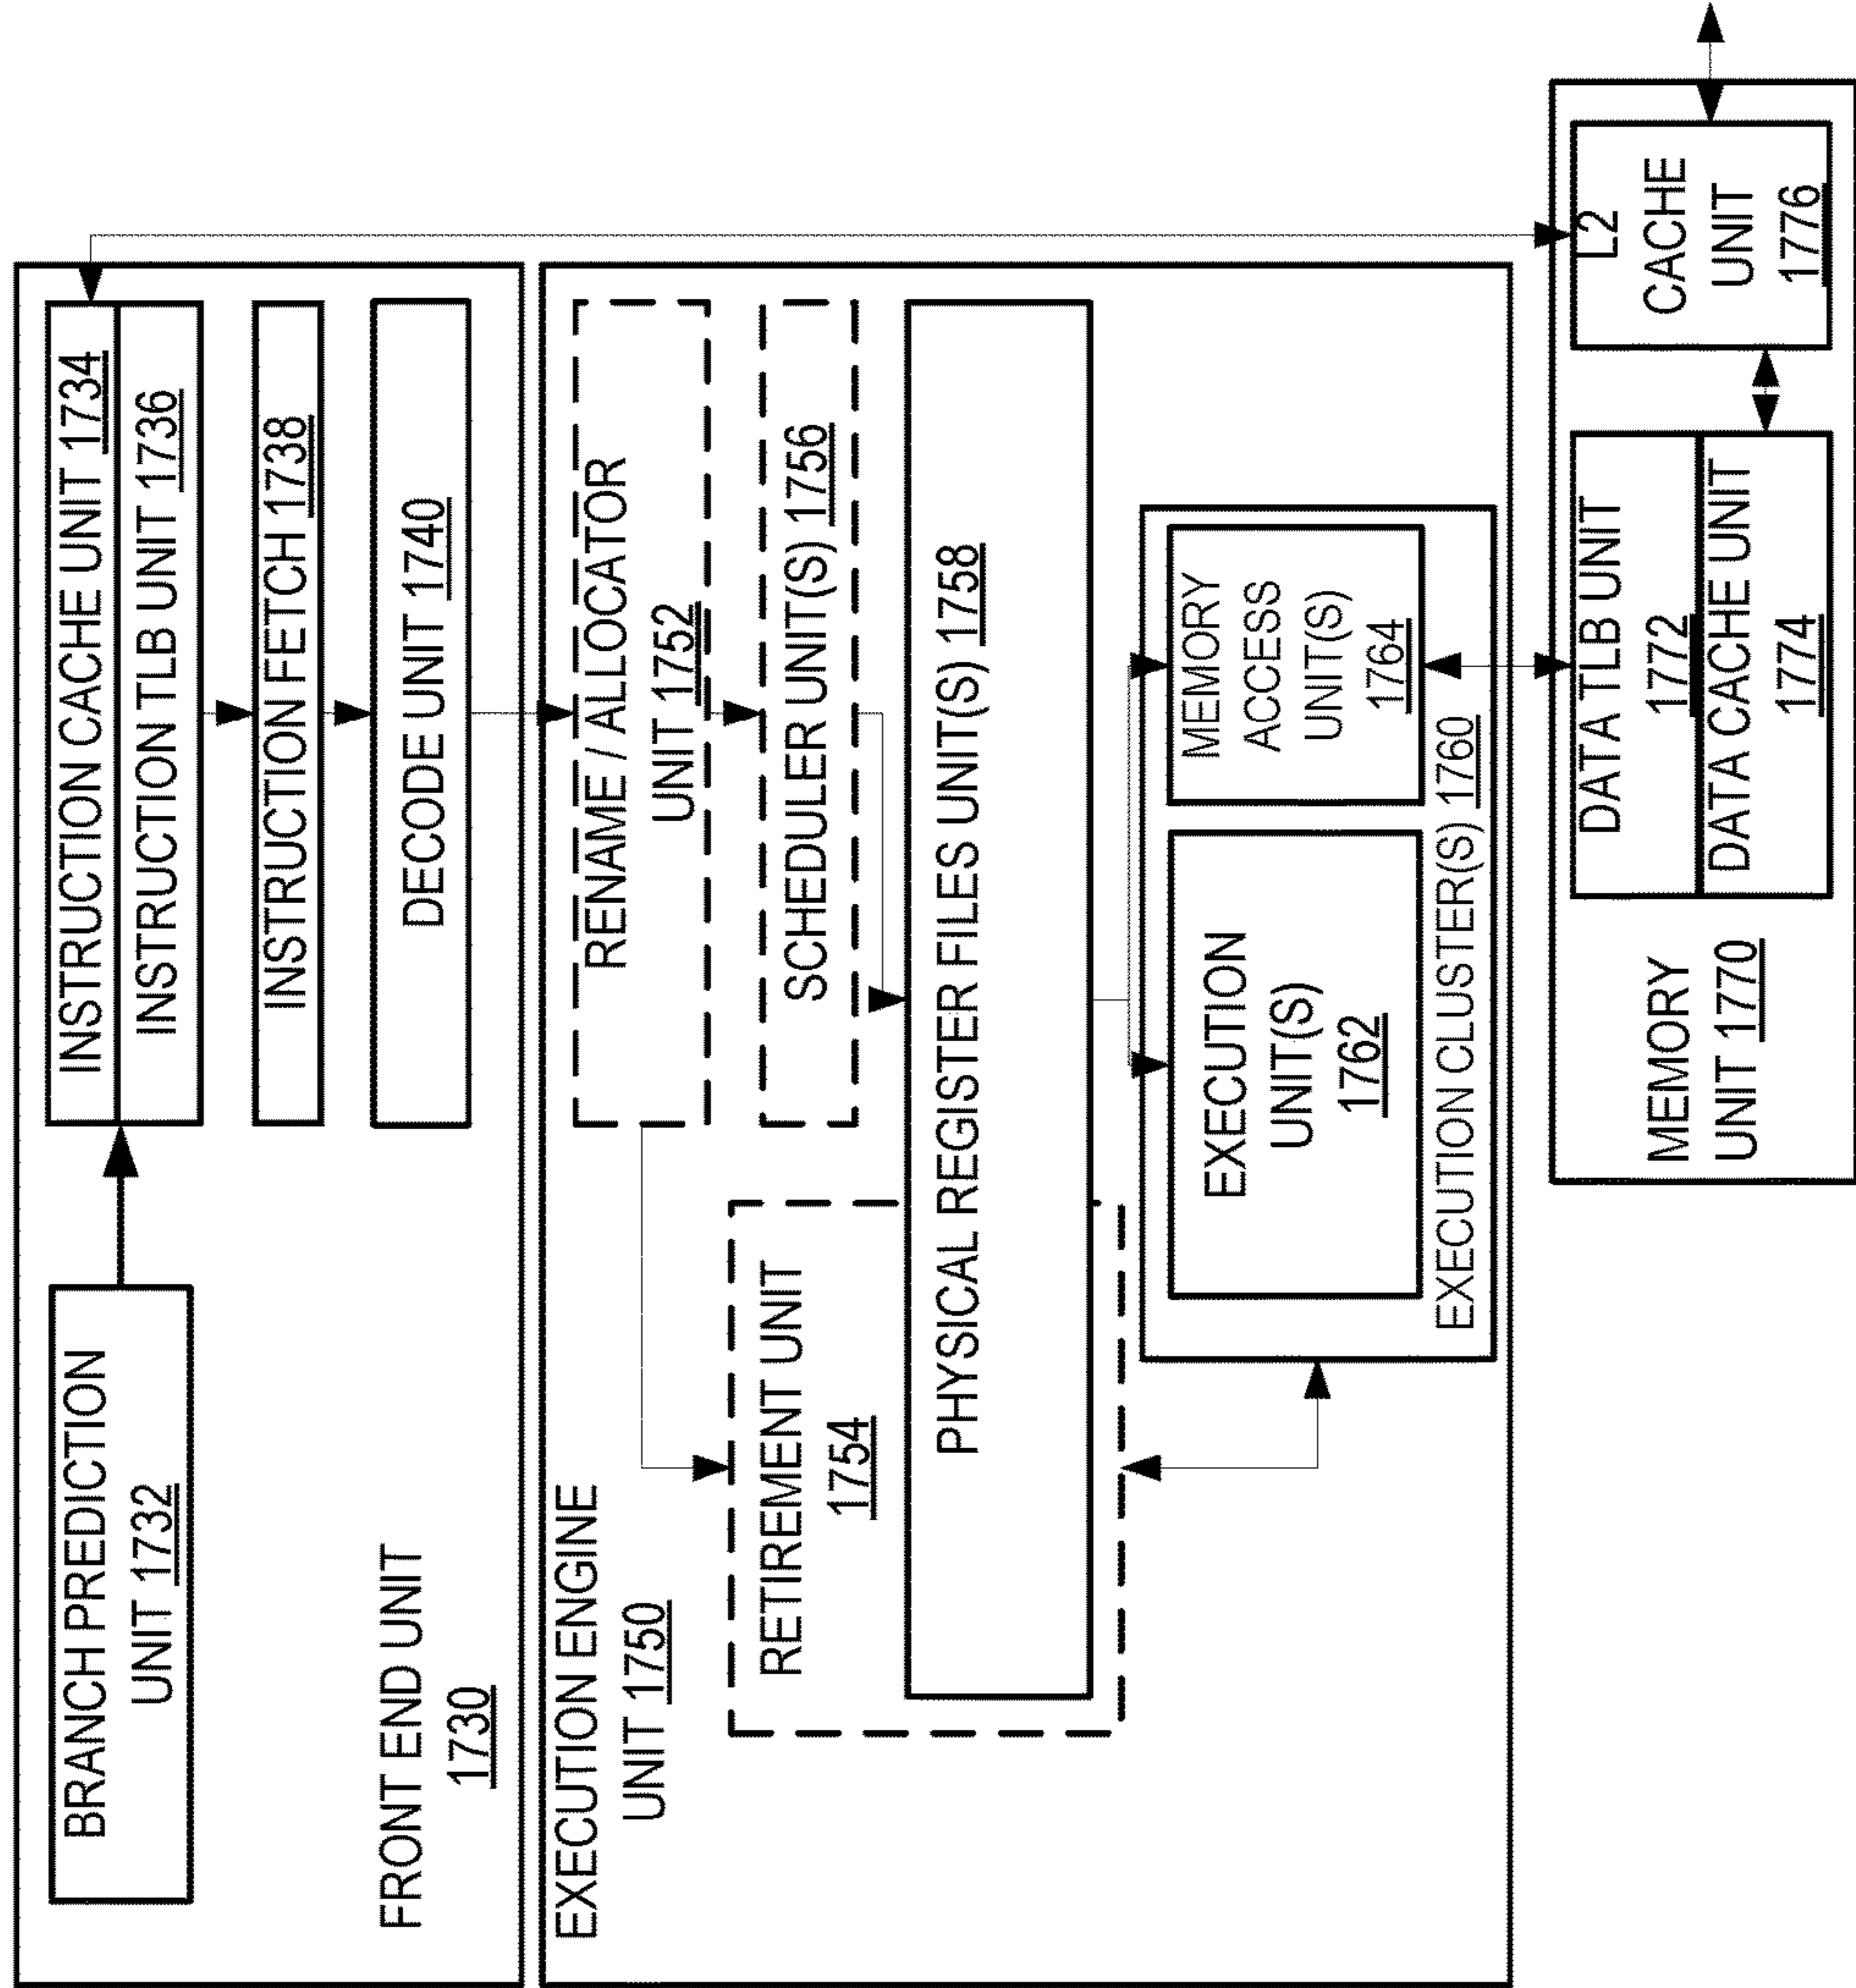 BRANCH PREDICTION
UNIT 1732
INSTRUCTION CACHE UNIT 1734
INSTRUCTION TLB UNIT 1736
INSTRUCTION FETCH 1738
DECODE UNIT 1740
FRONT END UNIT
1730
EXECUTION ENGINE
UNIT 1750
RENAME / ALLOCATOR
UNIT 1752
RETIREMENT UNIT
1754
SCHEDULER UNIT(S) 1756
PHYSICAL REGISTER FILES UNIT(S) 1758
EXECUTION
UNIT(S)
1762
MEMORY
ACCESS
UNIT(S)
1764
EXECUTION CLUSTER(S) 1760
MEMORY
UNIT 1770
DATA TLB UNIT
1772
DATA CACHE UNIT
1774
L2
CACHE
UNIT
1776